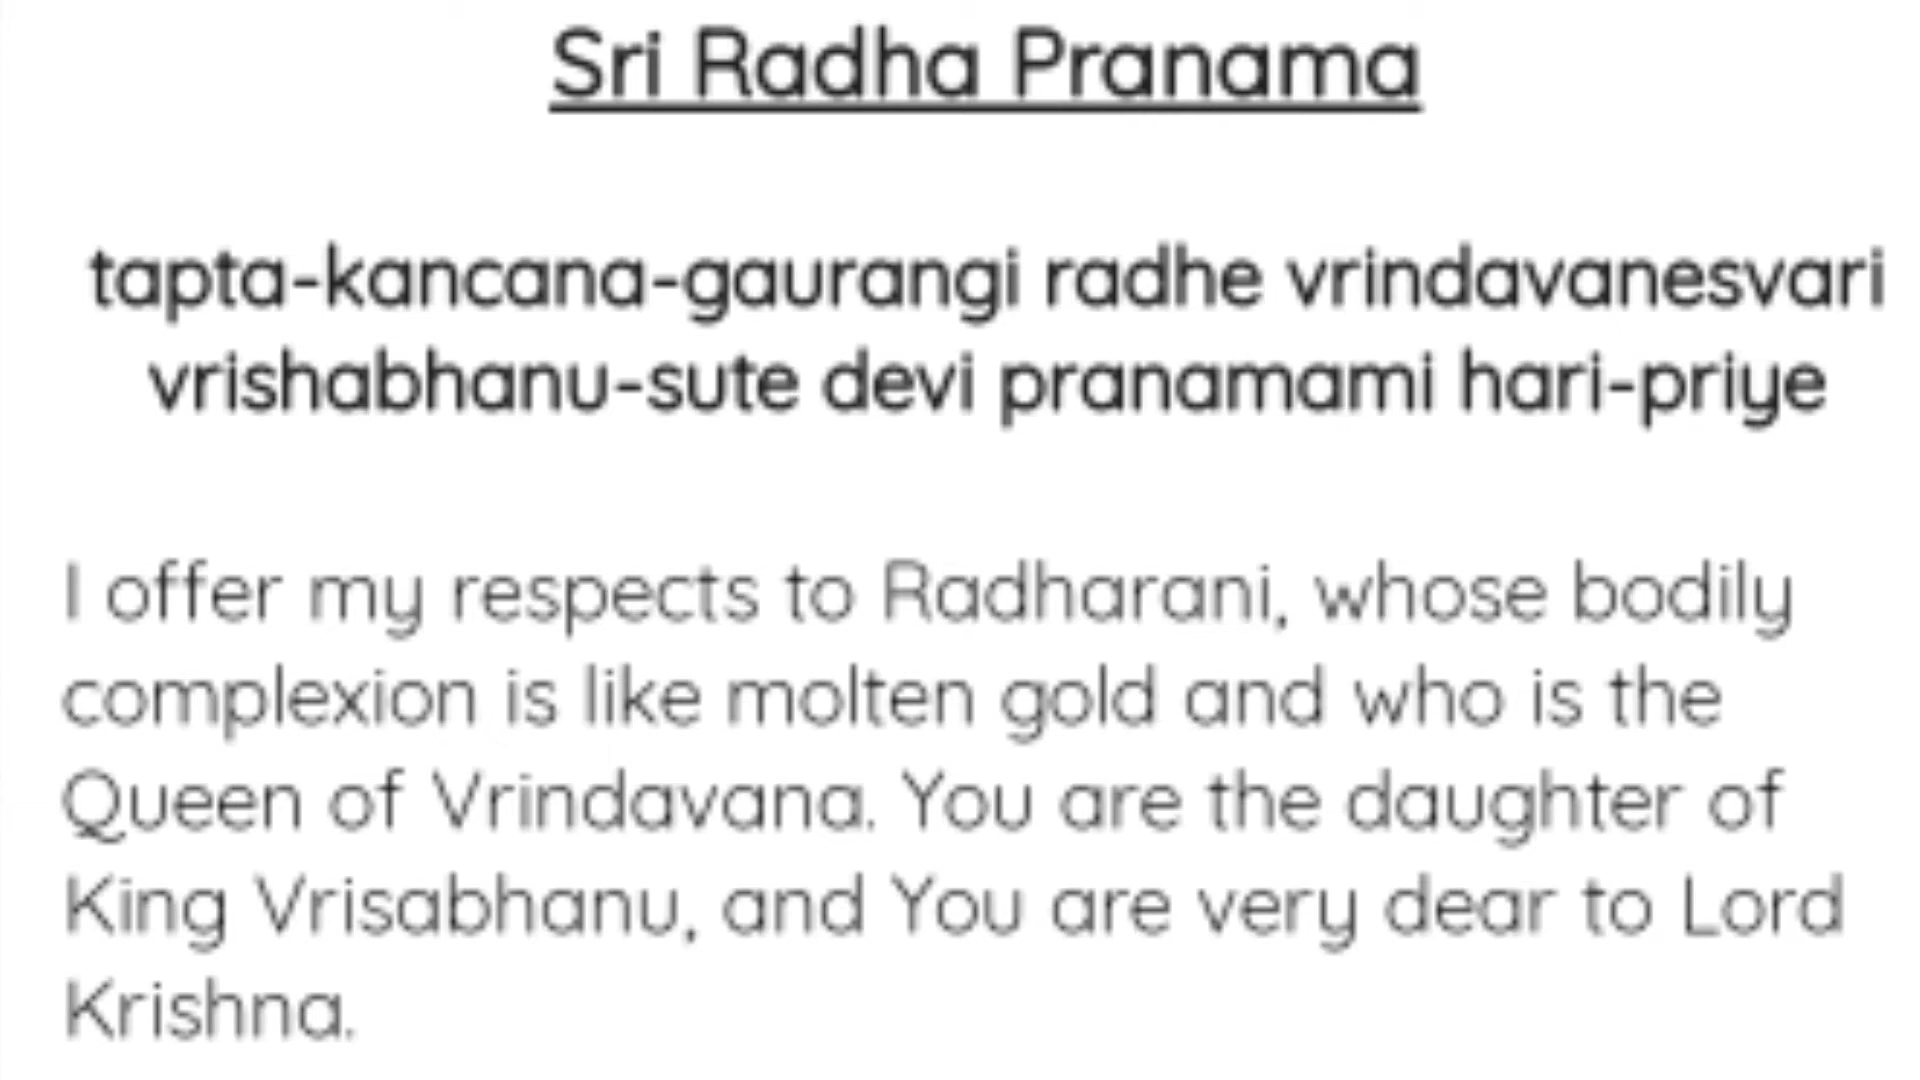 Sri Radha Pranama
tapta-kancana-gaurangi radhe vrindavanesvari
vrishabhanu-sute devi pranamami hari-priye
I offer my respects to Radharani, whose bodily
complexion is like molten gold and who is the
Queen of Vrindavana. You are the daughter of
King Vrisabhanu, and You are very dear to Lord
Krishna.